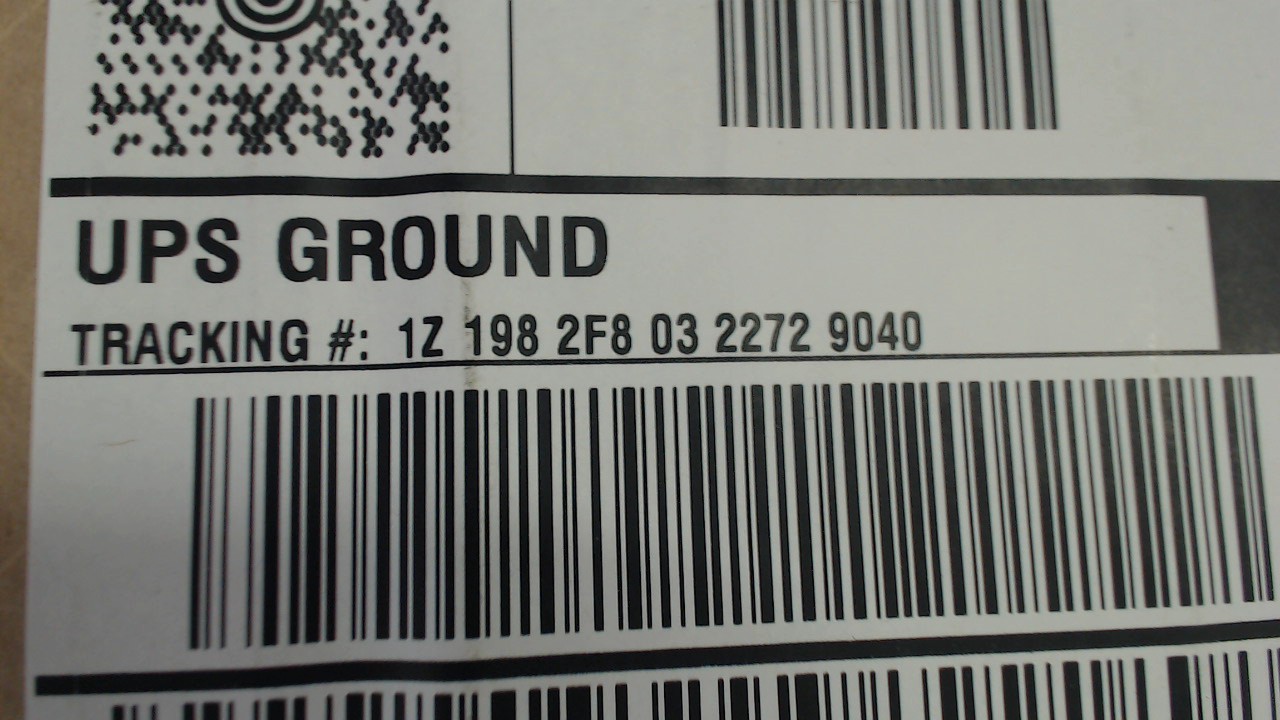 UPS GROUND
TRACKING #: 1Z 198 2F8 03 2272 9040